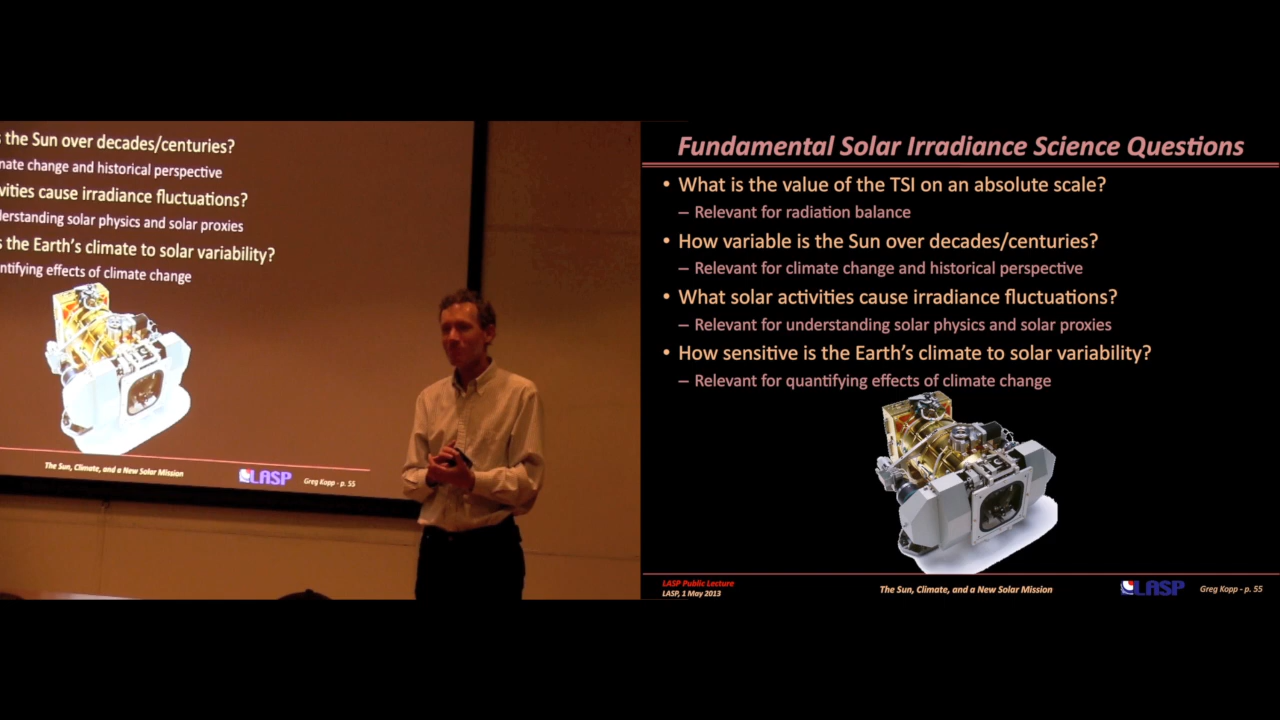 s the Sun over decades/centuries?
nate change and historical perspective
vities cause irradiance fluctuations?
derstanding solar physics and solar proxies
s the Earth's climate to solar variability?
ntifying effects of climate change
The Sun, Climate, and a New Solar Mission
LASP
Greg Kopp - p. 55
Fundamental Solar Irradiance Science Questions
• What is the value of the TSI on an absolute scale?
– Relevant for radiation balance
• How variable is the Sun over decades/centuries?
– Relevant for climate change and historical perspective
• What solar activities cause irradiance fluctuations?
– Relevant for understanding solar physics and solar proxies
• How sensitive is the Earth's climate to solar variability?
– Relevant for quantifying effects of climate change
LASP Public Lecture
LASP, 1 May 2013
The Sun, Climate, and a New Solar Mission
LASP
Greg Kopp - p. 55